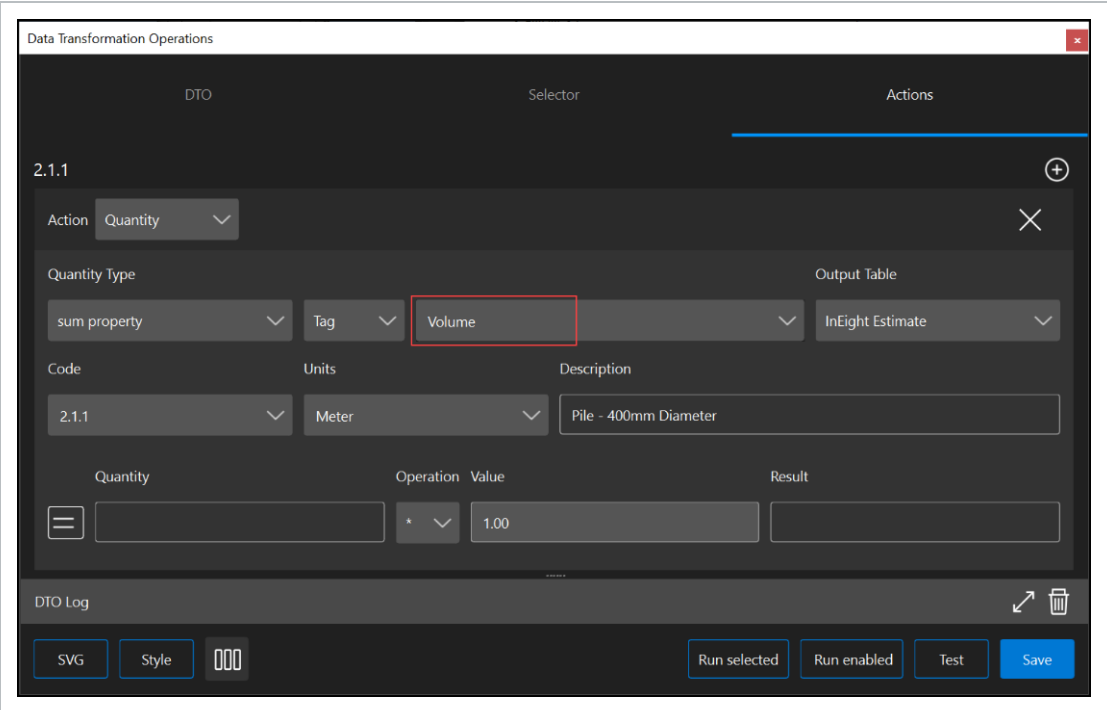 Data Transformation Operations
x
DTO Selector Actions
2.1.1
Action Quantity
Quantity Type Output Table
sum property Tag Volume InEight Estimate
Code Units Description
2.1.1 Meter Pile - 400mm Diameter
Quantity Operation Value Result
* 1.00
DTO Log
SVG Style Run selected Run enabled Test Save